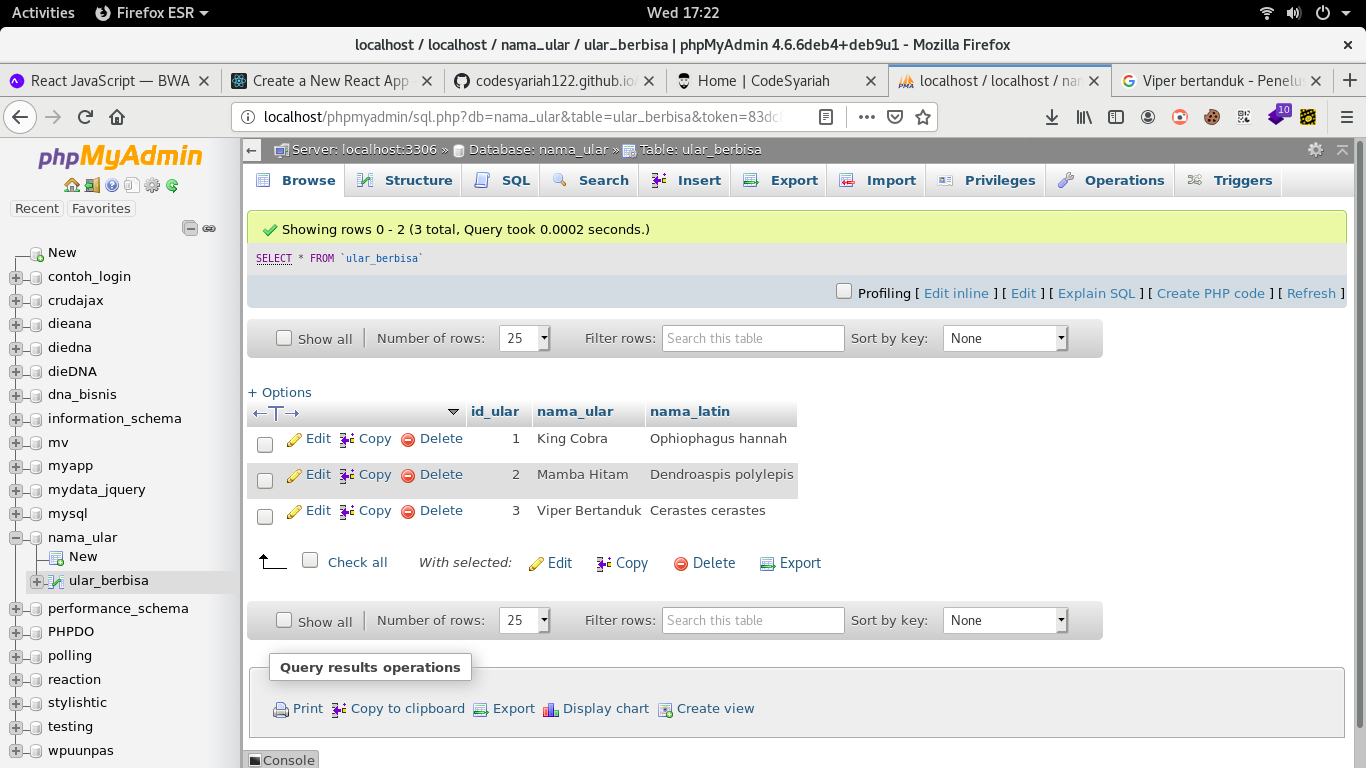 Activities Firefox ESR Wed 17:22
localhost / localhost / nama_ular / ular_berbisa | phpMyAdmin 4.6.6deb4+deb9u1 - Mozilla Firefox
React JavaScript — BWA Create a New React App codesyariah122.github.io/ Home | CodeSyariah localhost / localhost / nam Viper bertanduk - Penelus
localhost/phpmyadmin/sql.php?db=nama_ular&table=ular_berbisa&token=83dc 10
phpMyAdmin
Recent Favorites
New
contoh_login
crudajax
dieana
diedna
dieDNA
dna_bisnis
information_schema
mv
myapp
mydata_jquery
mysql
nama_ular
New
ular_berbisa
performance_schema
PHPDO
polling
reaction
stylishtic
testing
wpuunpas
Server: localhost:3306 » Database: nama_ular » Table: ular_berbisa
Browse Structure SQL Search Insert Export Import Privileges Operations Triggers
Showing rows 0 - 2 (3 total, Query took 0.0002 seconds.)
SELECT * FROM `ular_berbisa`
Profiling [ Edit inline ] [ Edit ] [ Explain SQL ] [ Create PHP code ] [ Refresh ]
Show all Number of rows: 25 Filter rows: Search this table Sort by key: None
+ Options
←T→ id_ular nama_ular nama_latin
Edit Copy Delete 1 King Cobra Ophiophagus hannah
Edit Copy Delete 2 Mamba Hitam Dendroaspis polylepis
Edit Copy Delete 3 Viper Bertanduk Cerastes cerastes
Check all With selected: Edit Copy Delete Export
Show all Number of rows: 25 Filter rows: Search this table Sort by key: None
Query results operations
Print Copy to clipboard Export Display chart Create view
Console